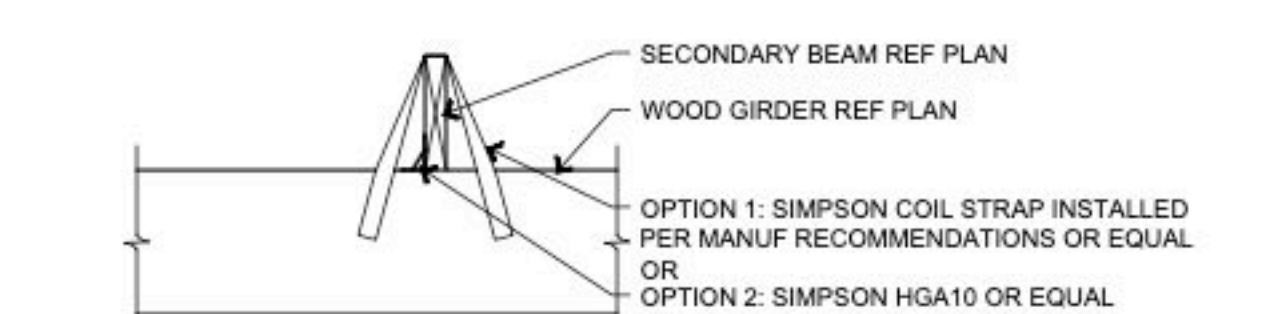 SECONDARY BEAM REF PLAN
WOOD GIRDER REF PLAN
OPTION 1: SIMPSON COIL STRAP INSTALLED
PER MANUF RECOMMENDATIONS OR EQUAL
OR
OPTION 2: SIMPSON HGA10 OR EQUAL